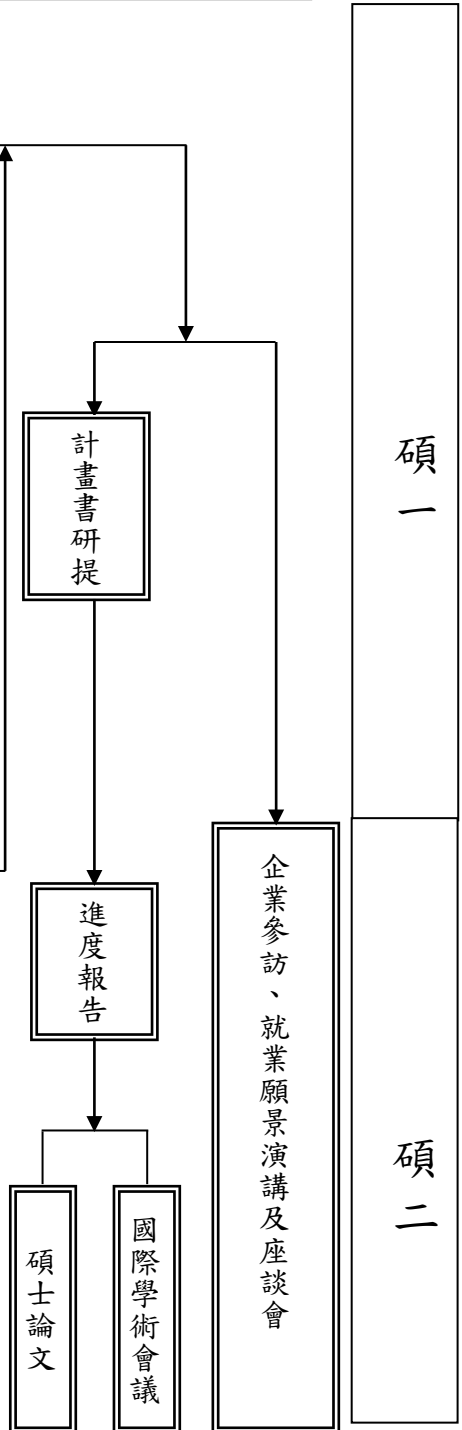 碩一
計畫書研提
企業參訪、就業願景演講及座談會
進度報告
碩二
國際學術會議
碩士論文